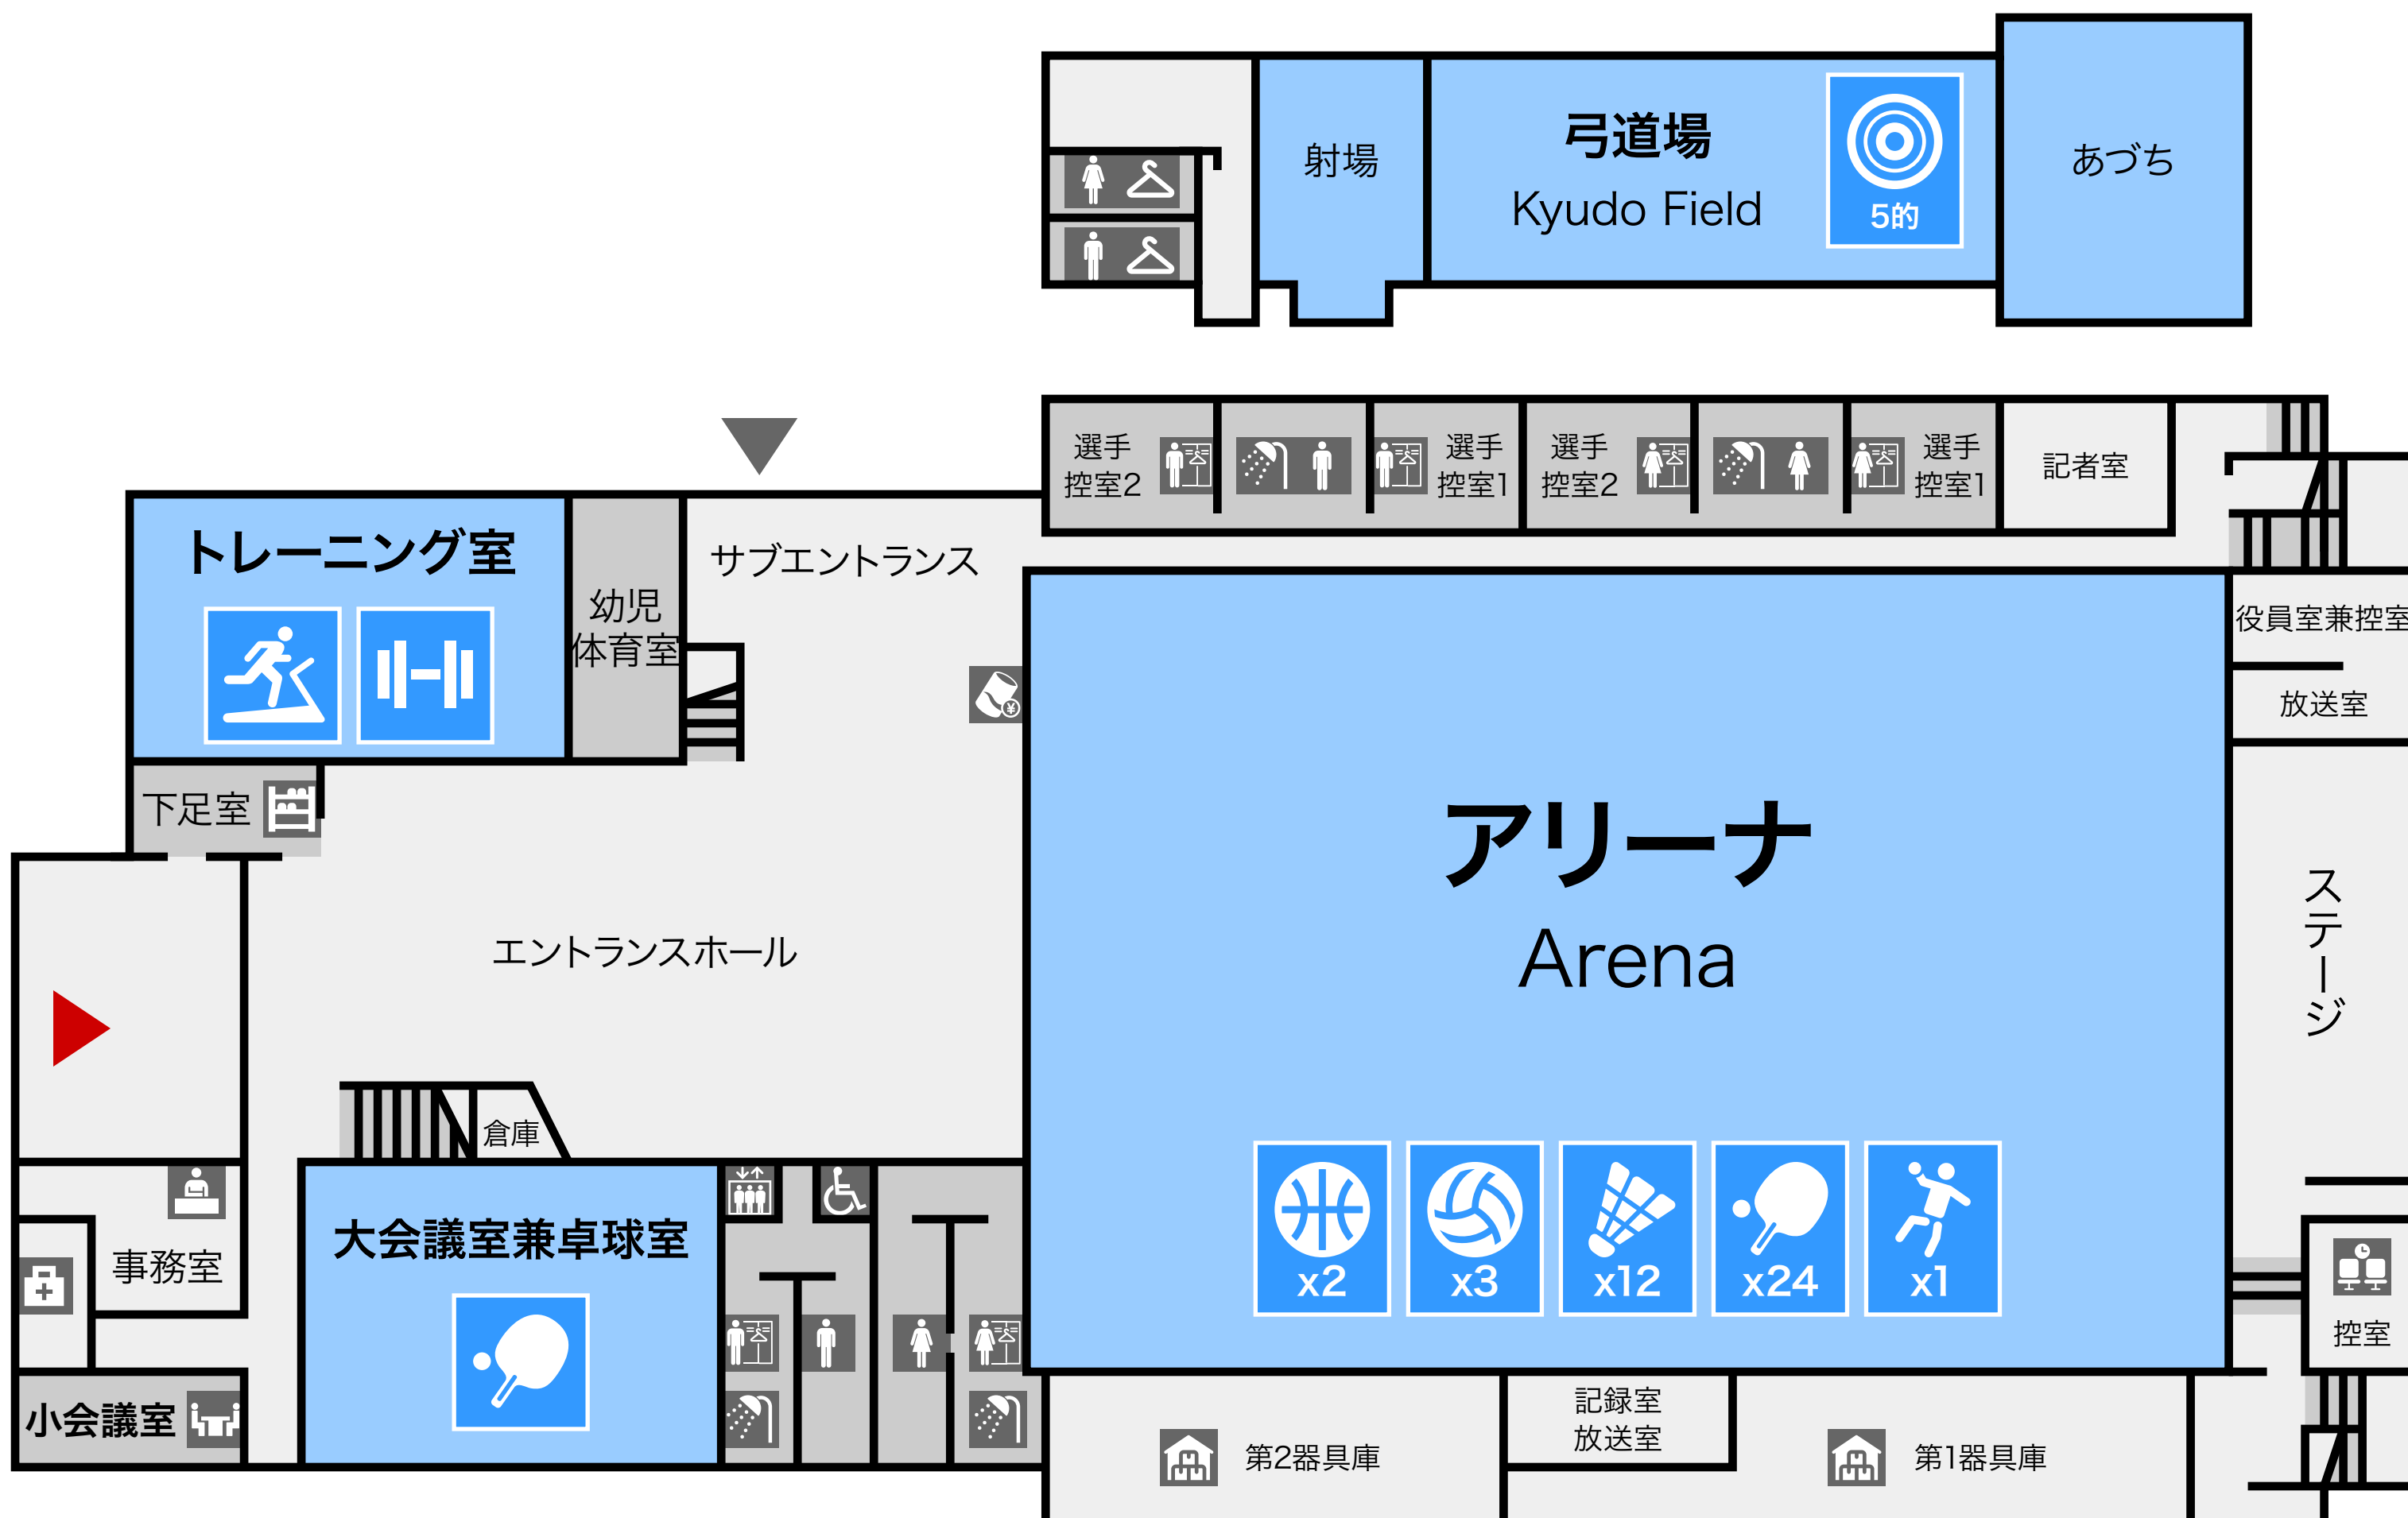 射場
弓道場
Kyudo Field
5的
あづち
選手
控室2
選手
控室1
選手
控室2
選手
控室1
記者室
トレーニング室
幼児
体育室
サブエントランス
¥
役員室兼控室
放送室
下足室
アリーナ
Arena
ステージ
エントランスホール
倉庫
事務室
大会議室兼卓球室
x2
x3
x12
x24
x1
控室
小会議室
第2器具庫
記録室
放送室
第1器具庫